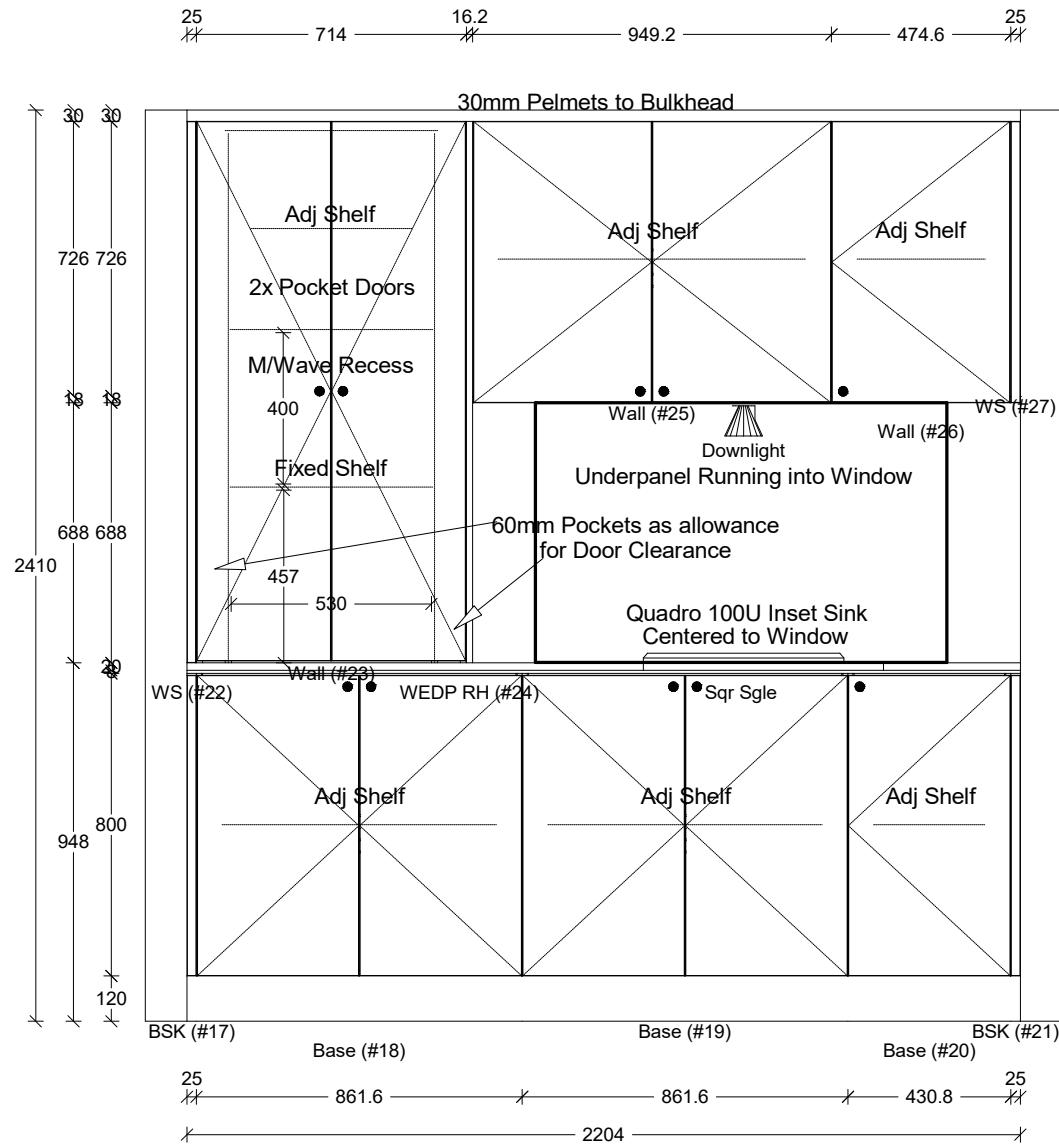 25 16.2 25
714 949.2 474.6
30mm Pelmets to Bulkhead
30 30
Adj Shelf Adj Shelf Adj Shelf
726 726
2x Pocket Doors
M/Wave Recess
18 18
400
Wall (#25) WS (#27)
Wall (#26)
Downlight
Fixed Shelf
Underpanel Running into Window
60mm Pockets as allowance
for Door Clearance
688 688
2410
457
530
Quadro 100U Inset Sink
Centered to Window
20
Wall (#23)
WS (#22) WEDP RH (#24) Sqr Sgle
Adj Shelf Adj Shelf Adj Shelf
800
948
120
BSK (#17) Base (#19) BSK (#21)
Base (#18) Base (#20)
25 25
861.6 861.6 430.8
2204